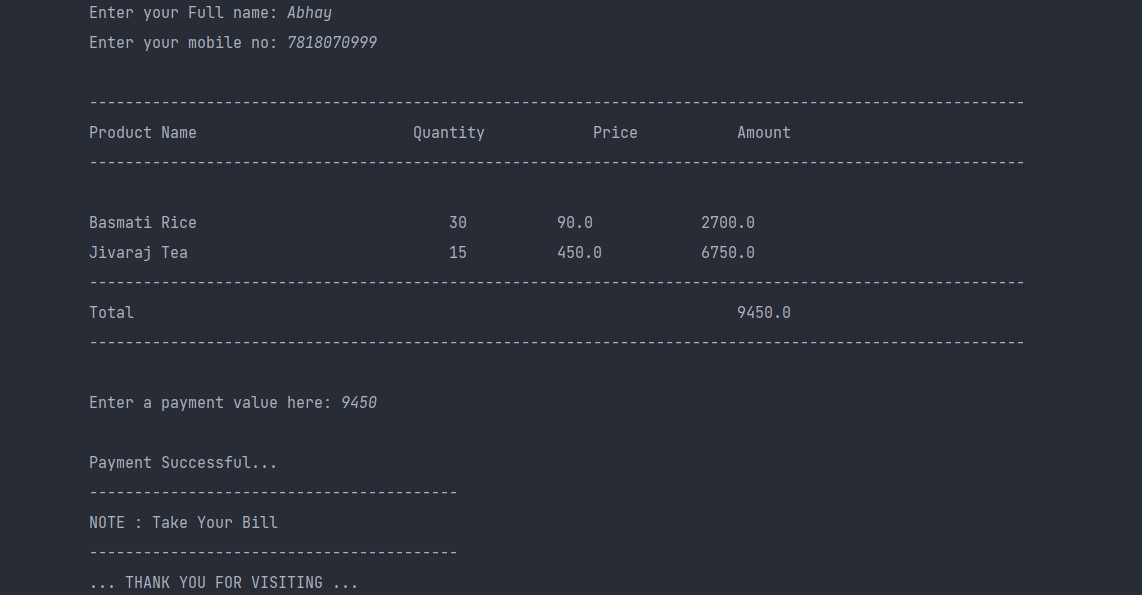 Enter your Full name: Abhay
Enter your mobile no: 7818070999
--------------------------------------------------------------------------------------------------------
Product Name                        Quantity            Price           Amount
--------------------------------------------------------------------------------------------------------
Basmati Rice                            30          90.0            2700.0
Jivaraj Tea                             15          450.0           6750.0
--------------------------------------------------------------------------------------------------------
Total                                                                   9450.0
--------------------------------------------------------------------------------------------------------
Enter a payment value here: 9450
Payment Successful...
-----------------------------------------
NOTE : Take Your Bill
-----------------------------------------
... THANK YOU FOR VISITING ...